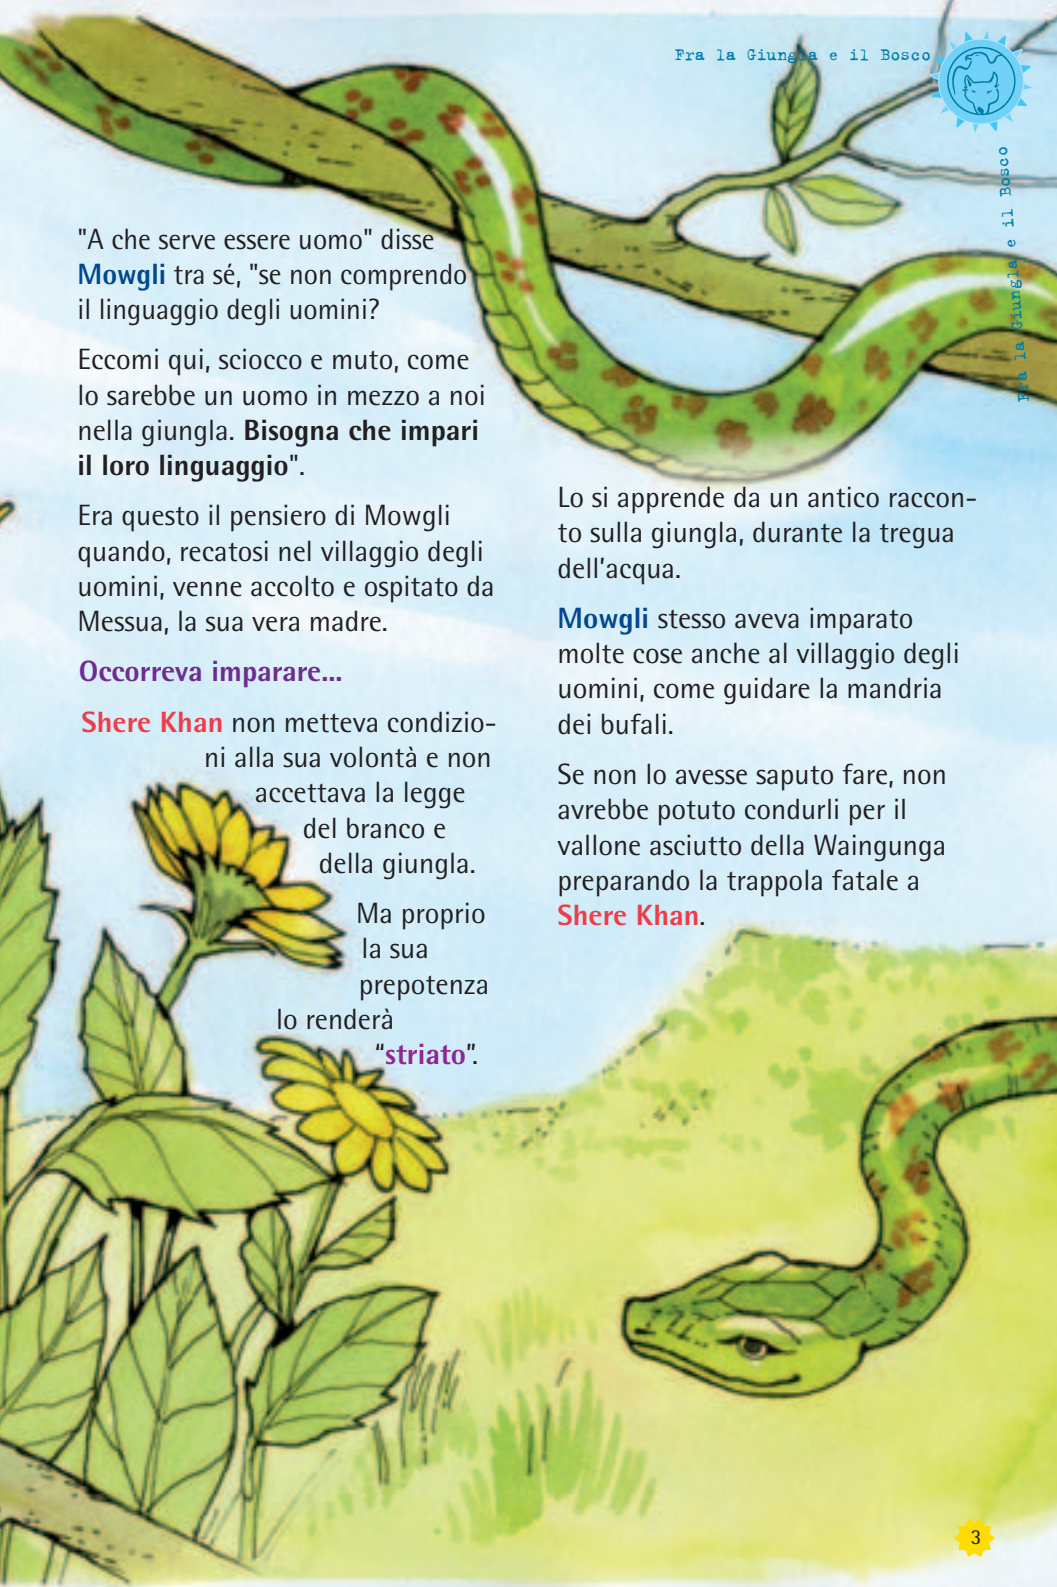 Fra la Giungla e il Bosco
Fra la Giungla e il Bosco
"A che serve essere uomo" disse
Mowgli tra sé, "se non comprendo
il linguaggio degli uomini?
Eccomi qui, sciocco e muto, come
lo sarebbe un uomo in mezzo a noi
nella giungla. Bisogna che impari
il loro linguaggio".
Era questo il pensiero di Mowgli
quando, recatosi nel villaggio degli
uomini, venne accolto e ospitato da
Messua, la sua vera madre.
Occorreva imparare...
Shere Khan non metteva condizio-
ni alla sua volontà e non
accettava la legge
del branco e
della giungla.
Ma proprio
la sua
prepotenza
lo renderà
"striato".
Lo si apprende da un antico raccon-
to sulla giungla, durante la tregua
dell'acqua.
Mowgli stesso aveva imparato
molte cose anche al villaggio degli
uomini, come guidare la mandria
dei bufali.
Se non lo avesse saputo fare, non
avrebbe potuto condurli per il
vallone asciutto della Waingunga
preparando la trappola fatale a
Shere Khan.
3